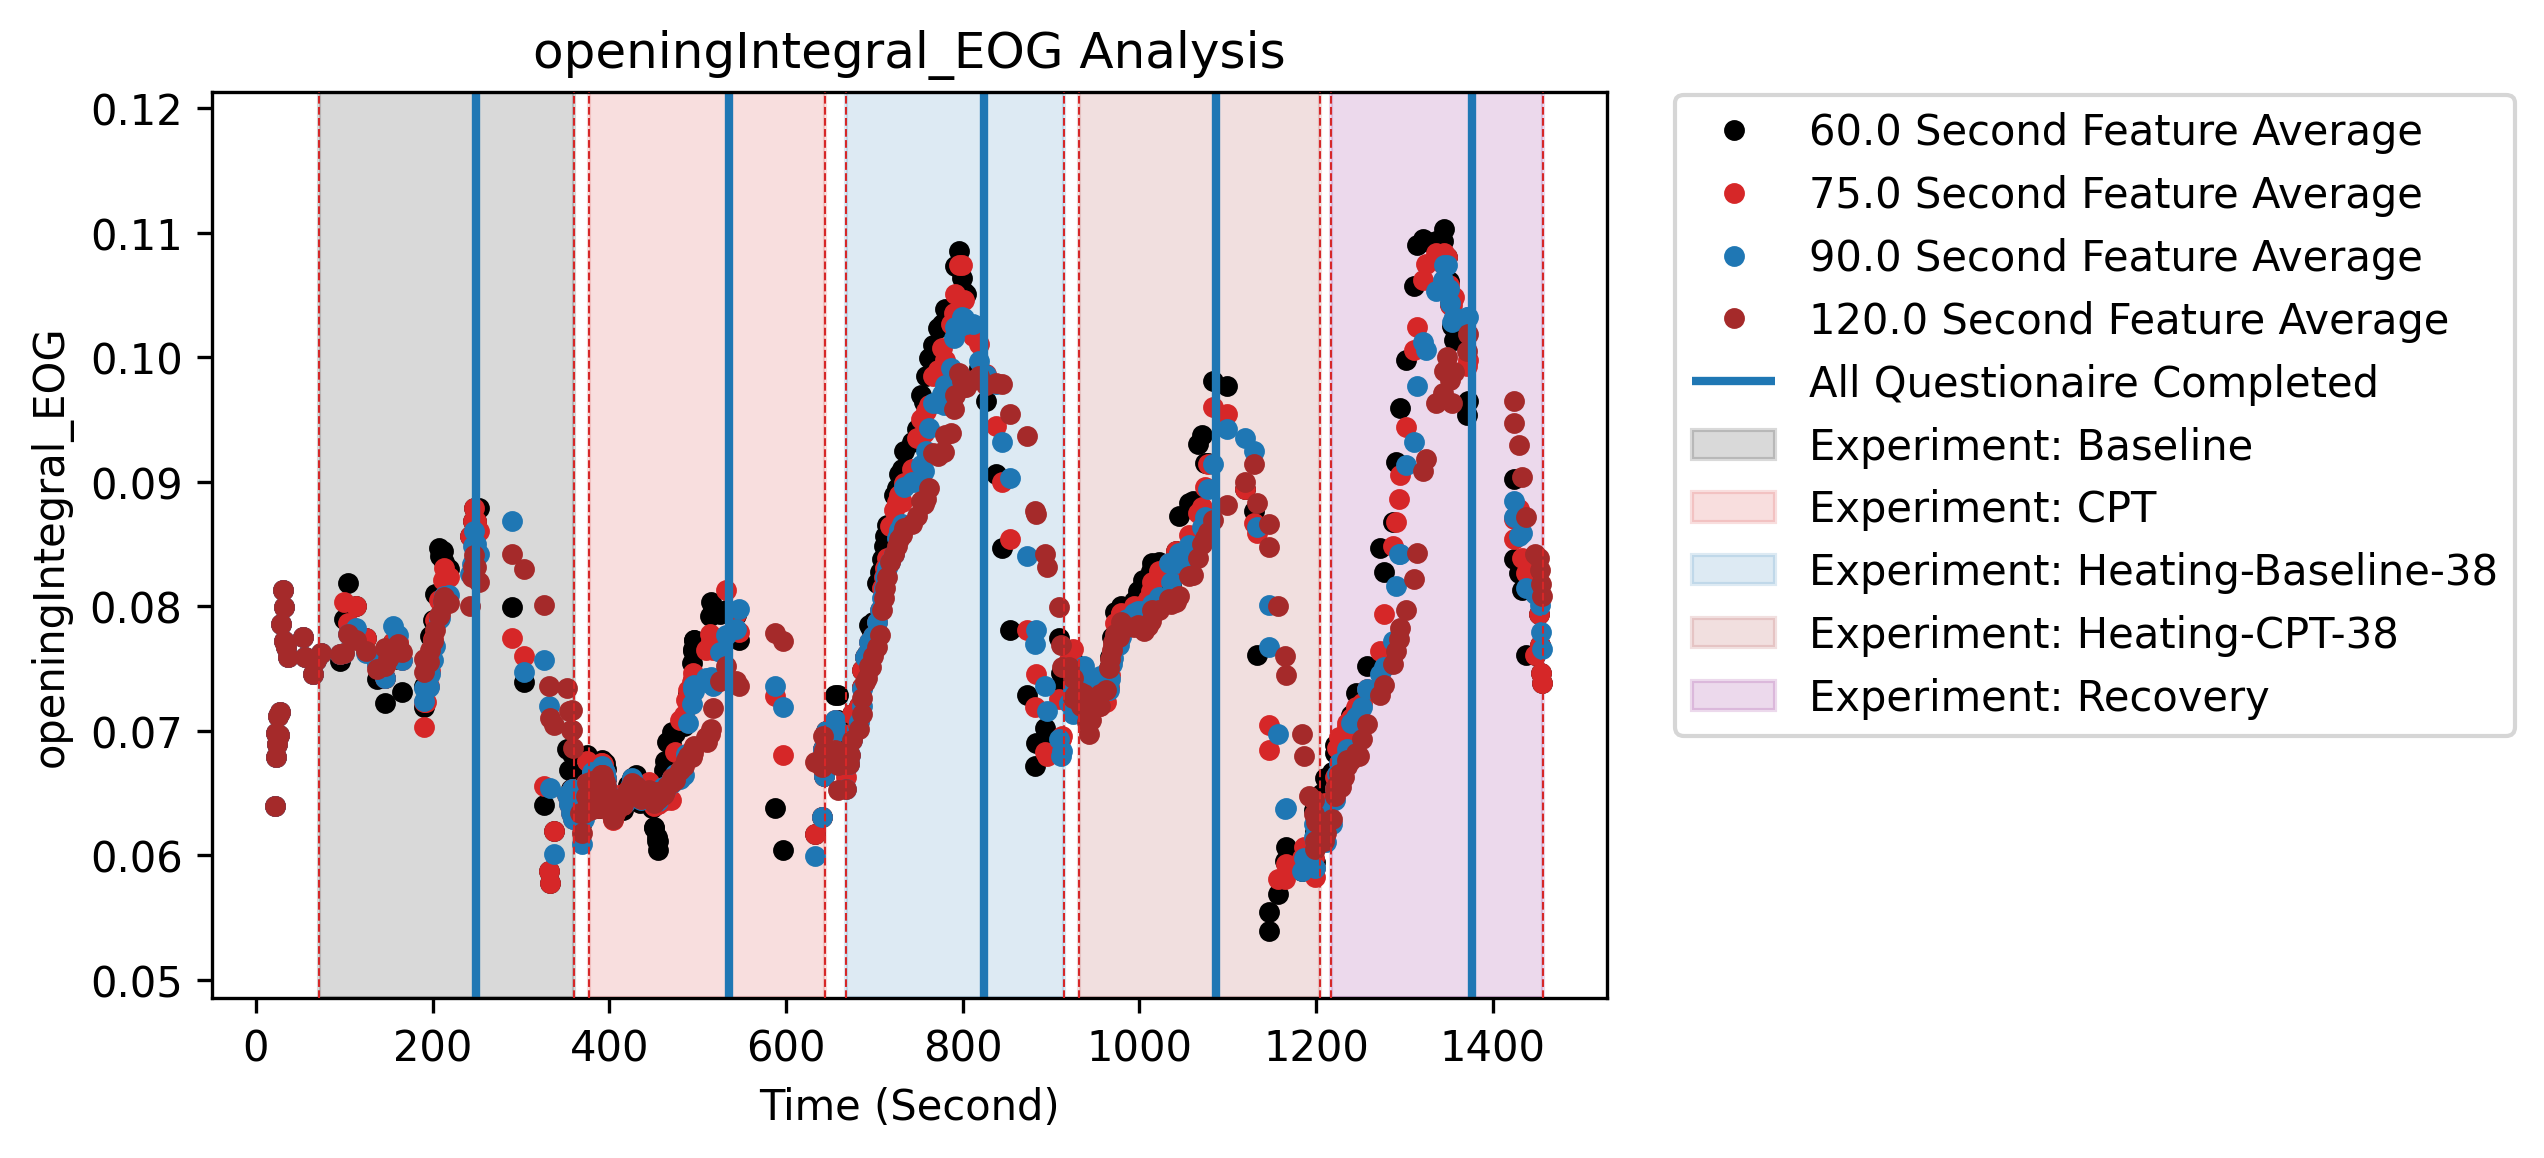 openingIntegral_EOG Analysis
0.12
0.11
0.10
0.09
0.08
0.07
0.06
0.05
openingIntegral_EOG
0 200 400 600 800 1000 1200 1400
Time (Second)
60.0 Second Feature Average
75.0 Second Feature Average
90.0 Second Feature Average
120.0 Second Feature Average
All Questionaire Completed
Experiment: Baseline
Experiment: CPT
Experiment: Heating-Baseline-38
Experiment: Heating-CPT-38
Experiment: Recovery